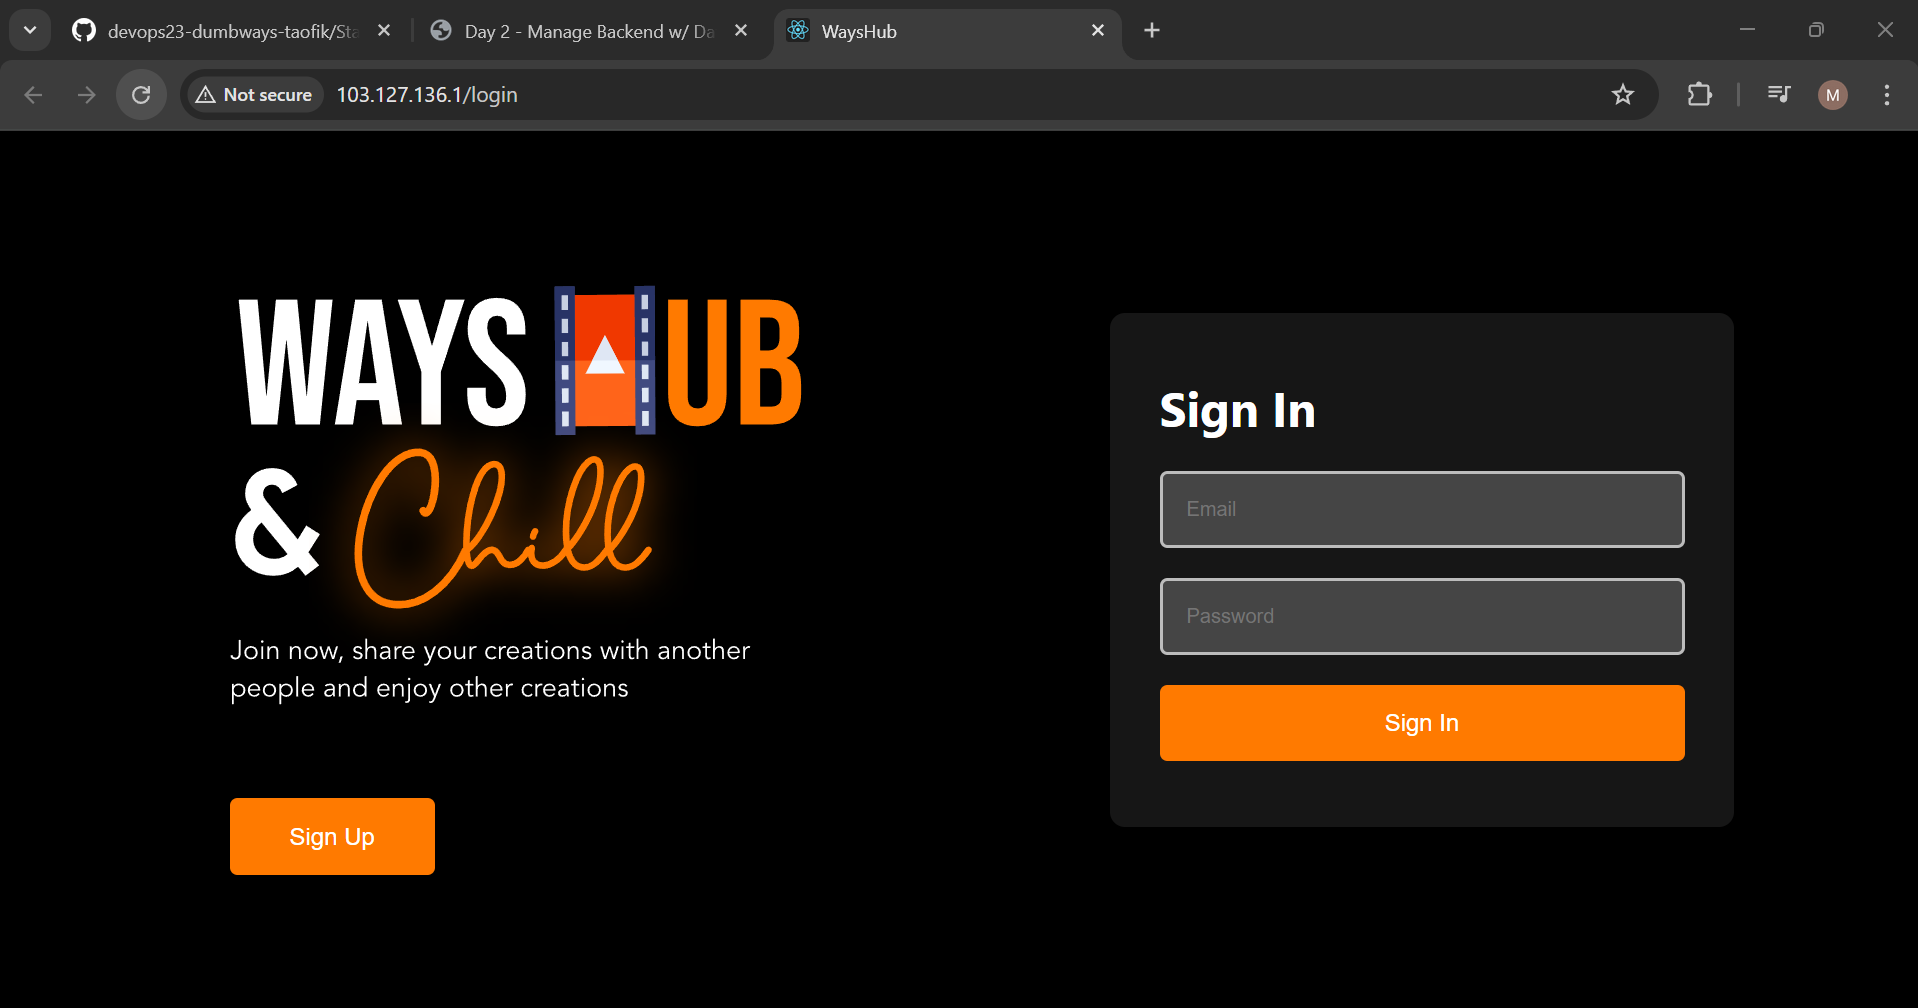 devops23-dumbways-taofik/Sta
Day 2 - Manage Backend w/ Da
WaysHub
Not secure
103.127.136.1/login
M
WAYS HUB
& Chill
Join now, share your creations with another
people and enjoy other creations
Sign Up
Sign In
Email
Password
Sign In